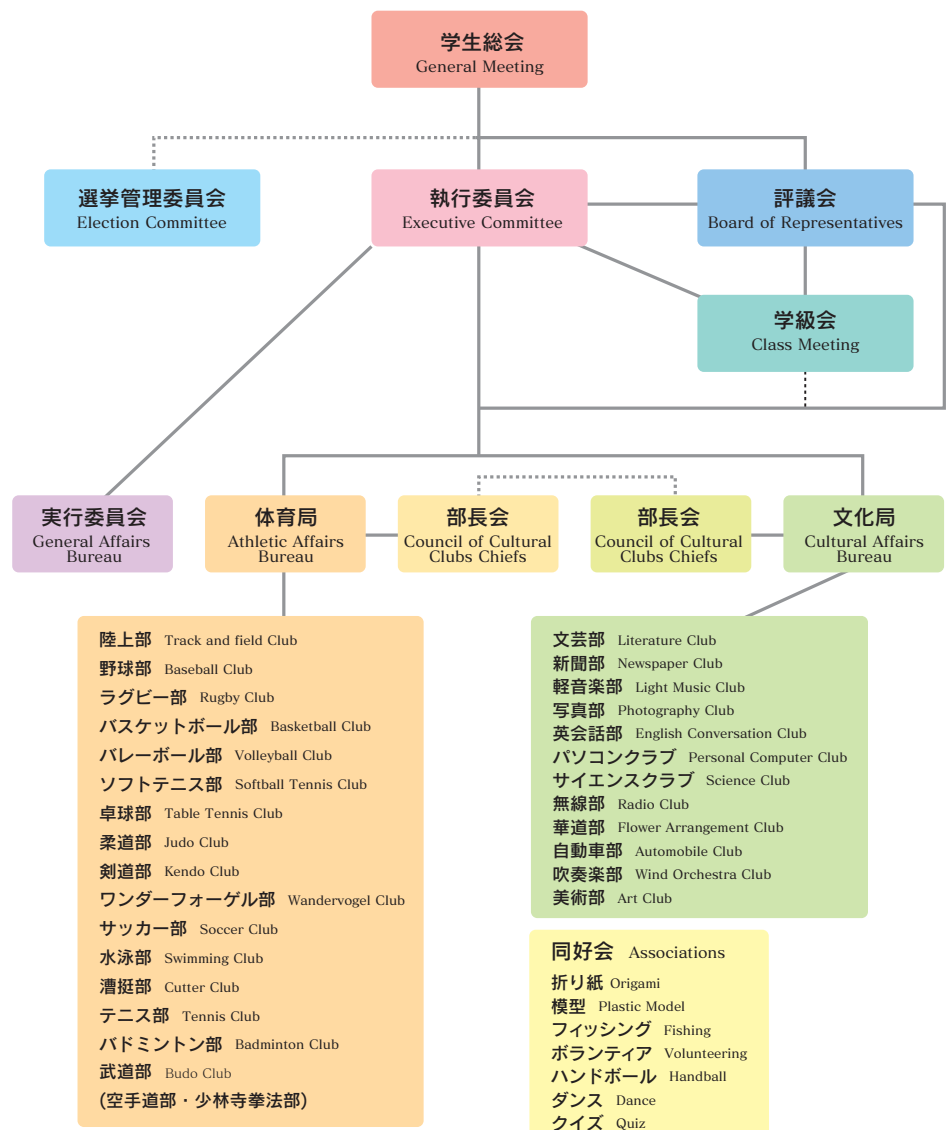 学生総会
General Meeting
選挙管理委員会
Election Committee
執行委員会
Executive Committee
評議会
Board of Representatives
学級会
Class Meeting
実行委員会
General Affairs
Bureau
体育局
Athletic Affairs
Bureau
部長会
Council of Cultural
Clubs Chiefs
部長会
Council of Cultural
Clubs Chiefs
文化局
Cultural Affairs
Bureau
陸上部 Track and field Club
野球部 Baseball Club
ラグビー部 Rugby Club
バスケットボール部 Basketball Club
バレーボール部 Volleyball Club
ソフトテニス部 Softball Tennis Club
卓球部 Table Tennis Club
柔道部 Judo Club
剣道部 Kendo Club
ワンダーフォーゲル部 Wandervogel Club
サッカー部 Soccer Club
水泳部 Swimming Club
漕挺部 Cutter Club
テニス部 Tennis Club
バドミントン部 Badminton Club
武道部 Budo Club
(空手道部・少林寺拳法部)
文芸部 Literature Club
新聞部 Newspaper Club
軽音楽部 Light Music Club
写真部 Photography Club
英会話部 English Conversation Club
パソコンクラブ Personal Computer Club
サイエンスクラブ Science Club
無線部 Radio Club
華道部 Flower Arrangement Club
自動車部 Automobile Club
吹奏楽部 Wind Orchestra Club
美術部 Art Club
同好会 Associations
折り紙 Origami
模型 Plastic Model
フィッシング Fishing
ボランティア Volunteering
ハンドボール Handball
ダンス Dance
クイズ Quiz